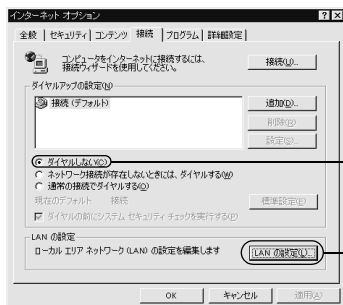 インターネット オプション
全般 セキュリティ コンテンツ 接続 プログラム 詳細設定
コンピュータをインターネットに接続するには、
接続ウィザードを使用してください。
接続(U)...
ダイヤルアップの設定(N)
接続 (デフォルト)
追加(D)...
削除(R)
設定(S)...
ダイヤルしない(C)
ネットワーク接続が存在しないときには、ダイヤルする(W)
通常の接続でダイヤルする(O)
現在のデフォルト 接続
標準設定(E)
ダイヤルの前にシステム セキュリティ チェックを実行する(P)
LAN の設定
ローカル エリア ネットワーク (LAN) の設定を編集します
LAN の設定(L)...
OK
キャンセル
適用(A)